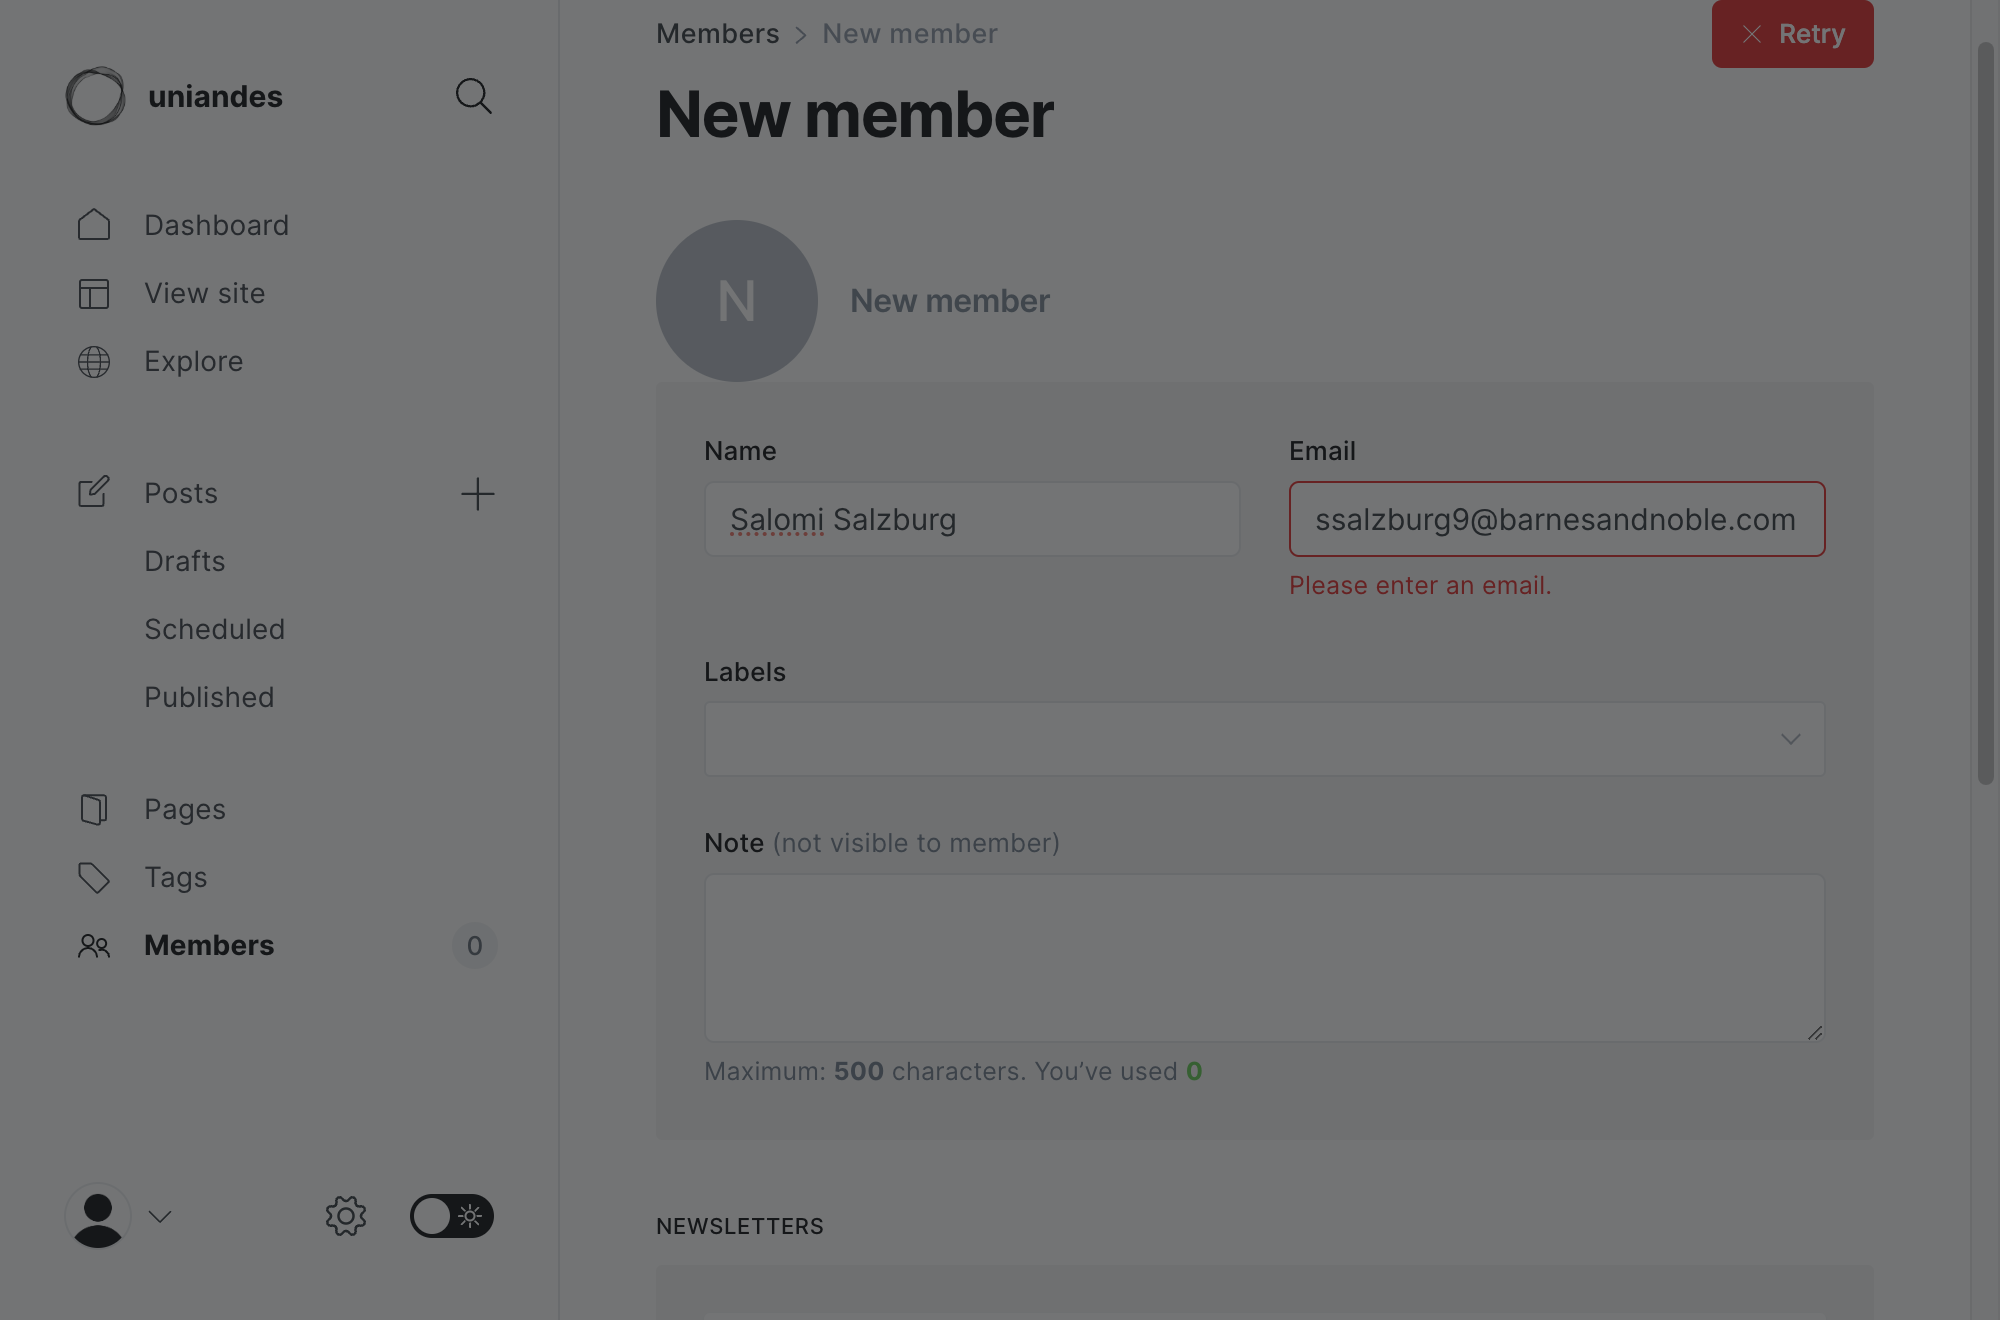 uniandes
Dashboard
View site
Explore
Posts
Drafts
Scheduled
Published
Pages
Tags
Members
0
Members > New member
Retry
New member
N
New member
Name
Email
Salomi Salzburg
ssalzburg9@barnesandnoble.com
Please enter an email.
Labels
Note (not visible to member)
Maximum: 500 characters. You’ve used 0
NEWSLETTERS